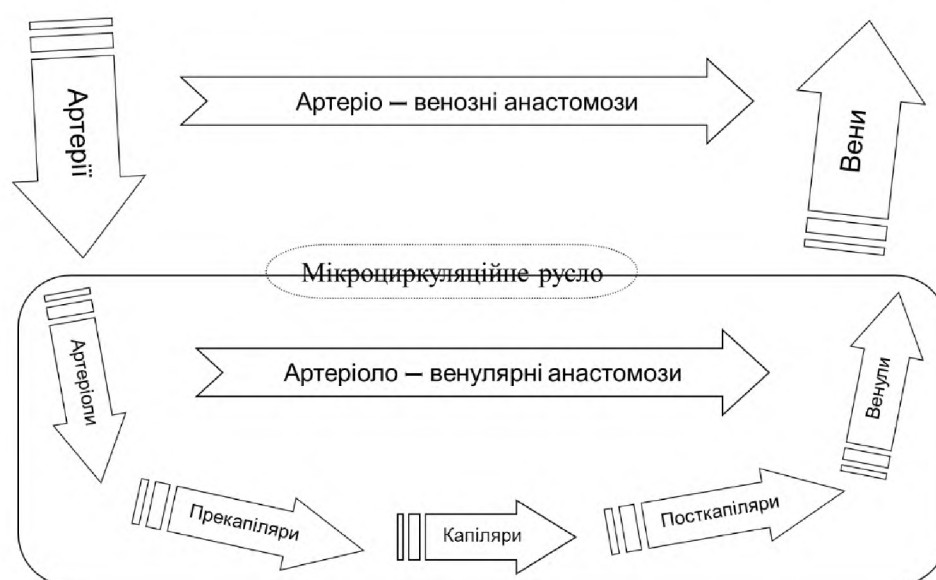 Артерії
Артеріо – венозні анастомози
Вени
Мікроциркуляційне русло
Артеріоли
Артеріоло – венулярні анастомози
Венули
Прекапіляри
Капіляри
Посткапіляри